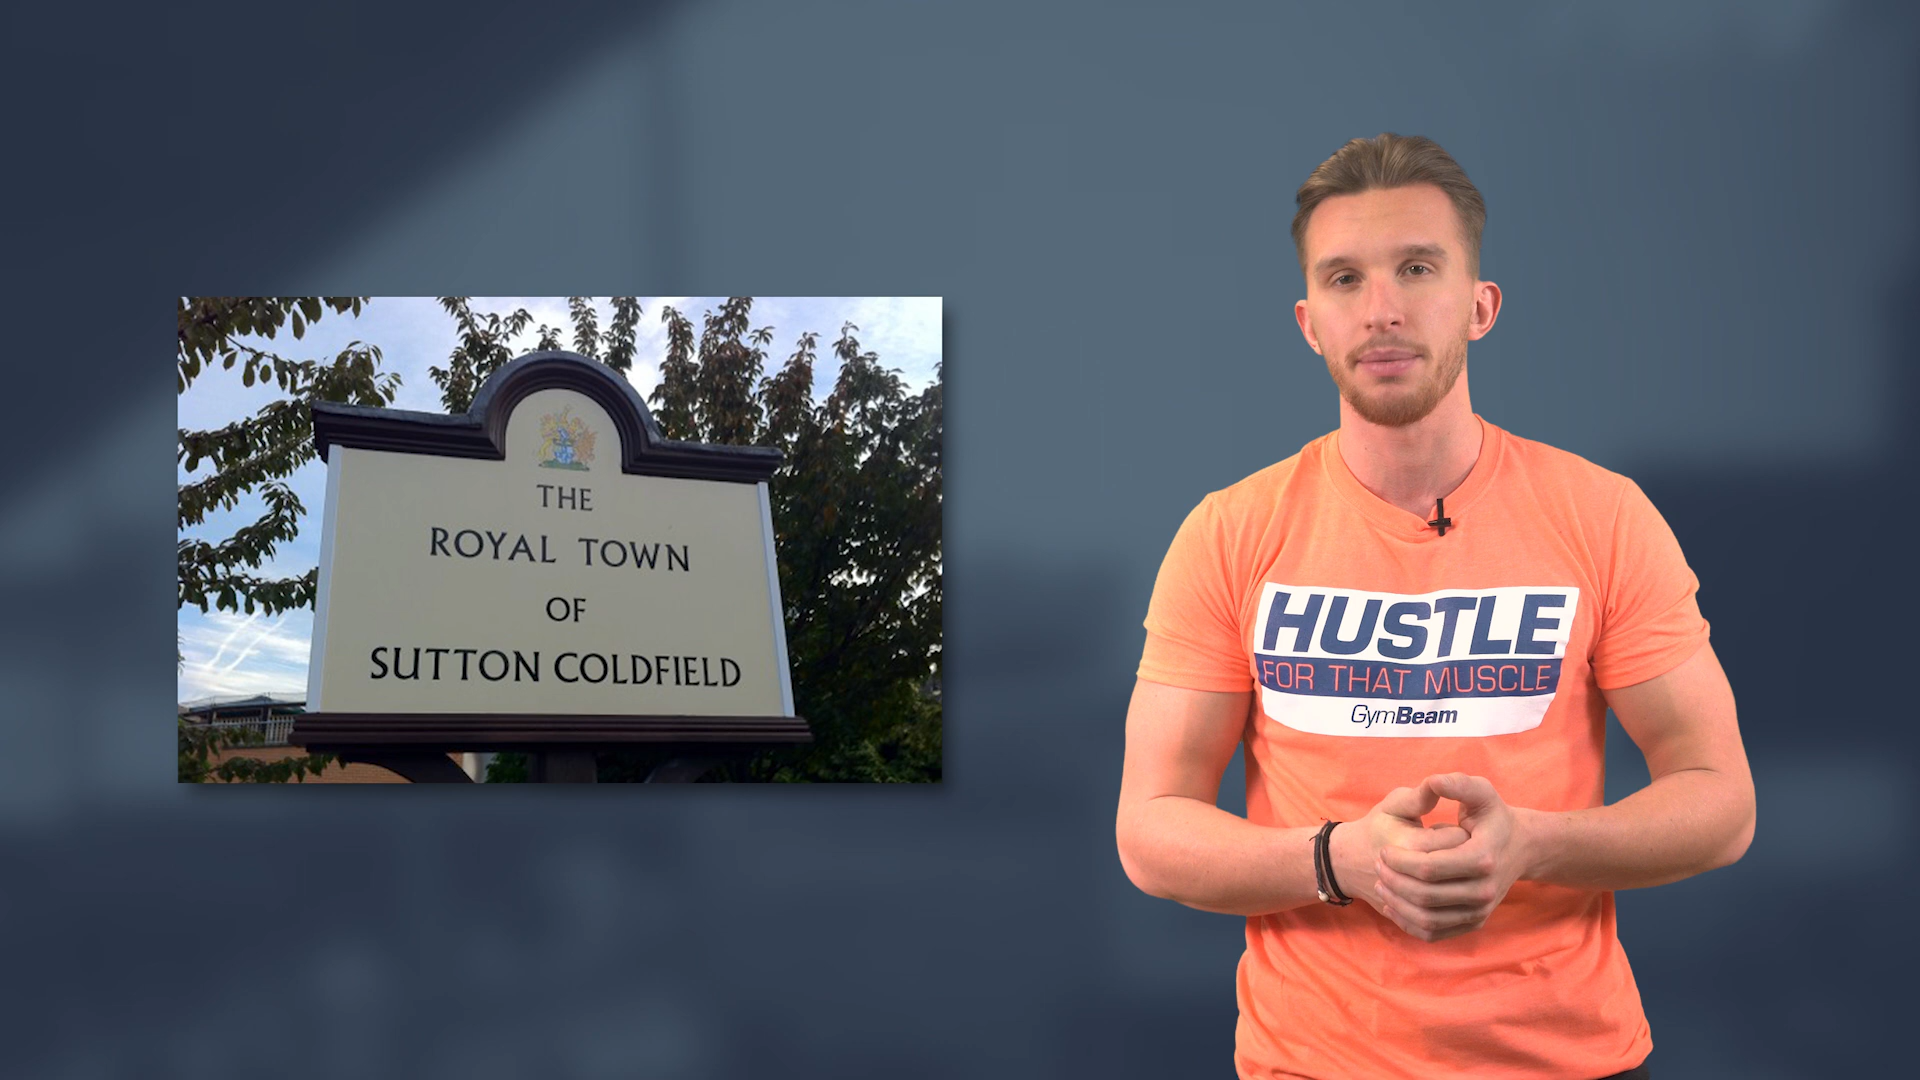 THE
ROYAL TOWN
OF
SUTTON COLDFIELD
HUSTLE
FOR THAT MUSCLE
GymBeam